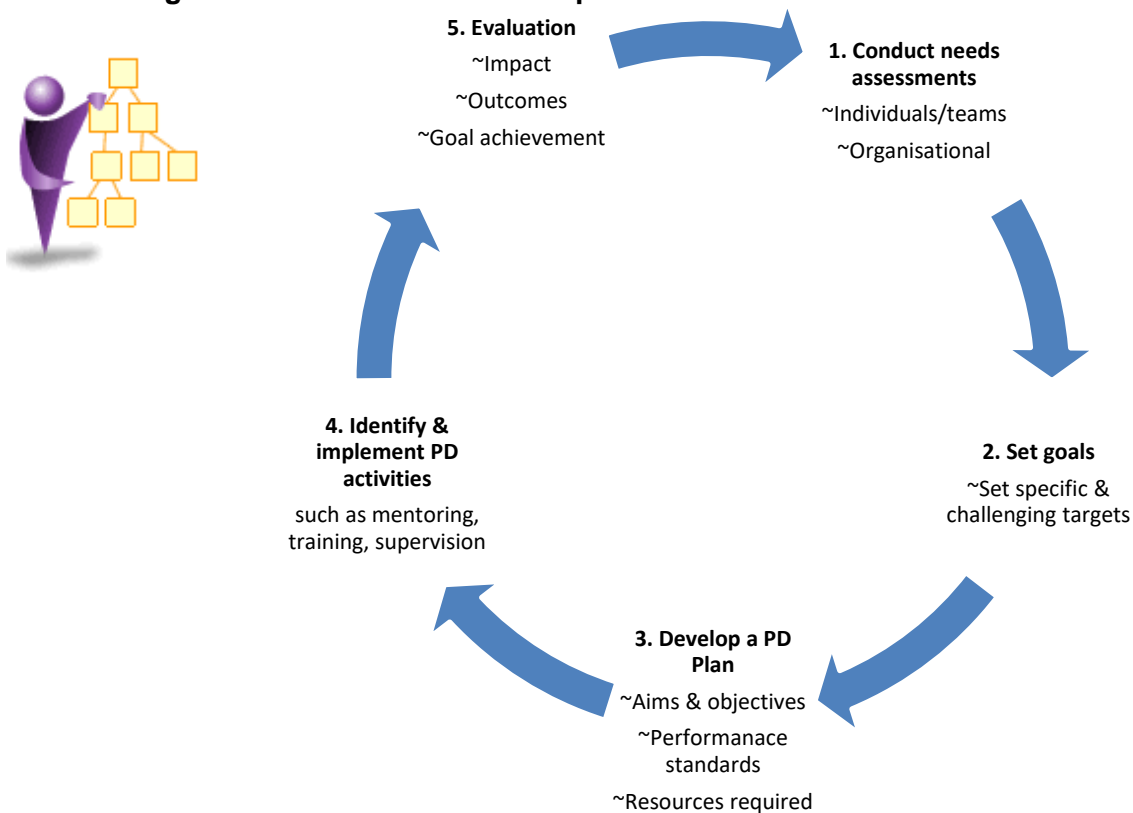 5. Evaluation
~Impact
~Outcomes
~Goal achievement
1. Conduct needs
assessments
~Individuals/teams
~Organisational
2. Set goals
~Set specific &
challenging targets
3. Develop a PD
Plan
~Aims & objectives
~Performanace
standards
~Resources required
4. Identify &
implement PD
activities
such as mentoring,
training, supervision